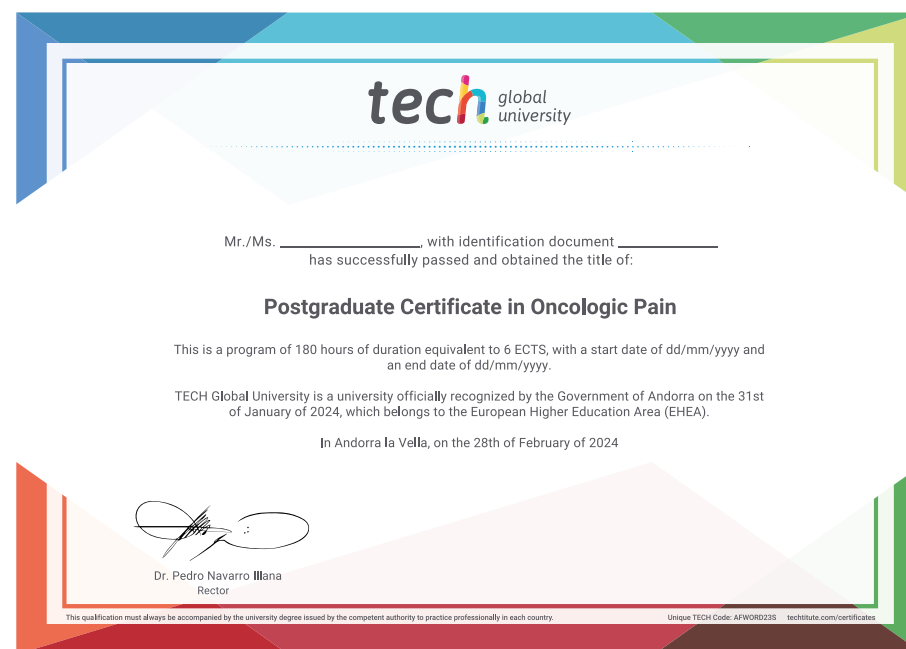 tech global
university
Mr./Ms. ____________, with identification document ____________
has successfully passed and obtained the title of:
Postgraduate Certificate in Oncologic Pain
This is a program of 180 hours of duration equivalent to 6 ECTS, with a start date of dd/mm/yyyy and
an end date of dd/mm/yyyy.
TECH Global University is a university officially recognized by the Government of Andorra on the 31st
of January of 2024, which belongs to the European Higher Education Area (EHEA).
In Andorra la Vella, on the 28th of February of 2024
Dr. Pedro Navarro Illana
Rector
This qualification must always be accompanied by the university degree issued by the competent authority to practice professionally in each country.
Unique TECH Code: AFWORD23S techtitute.com/certificates